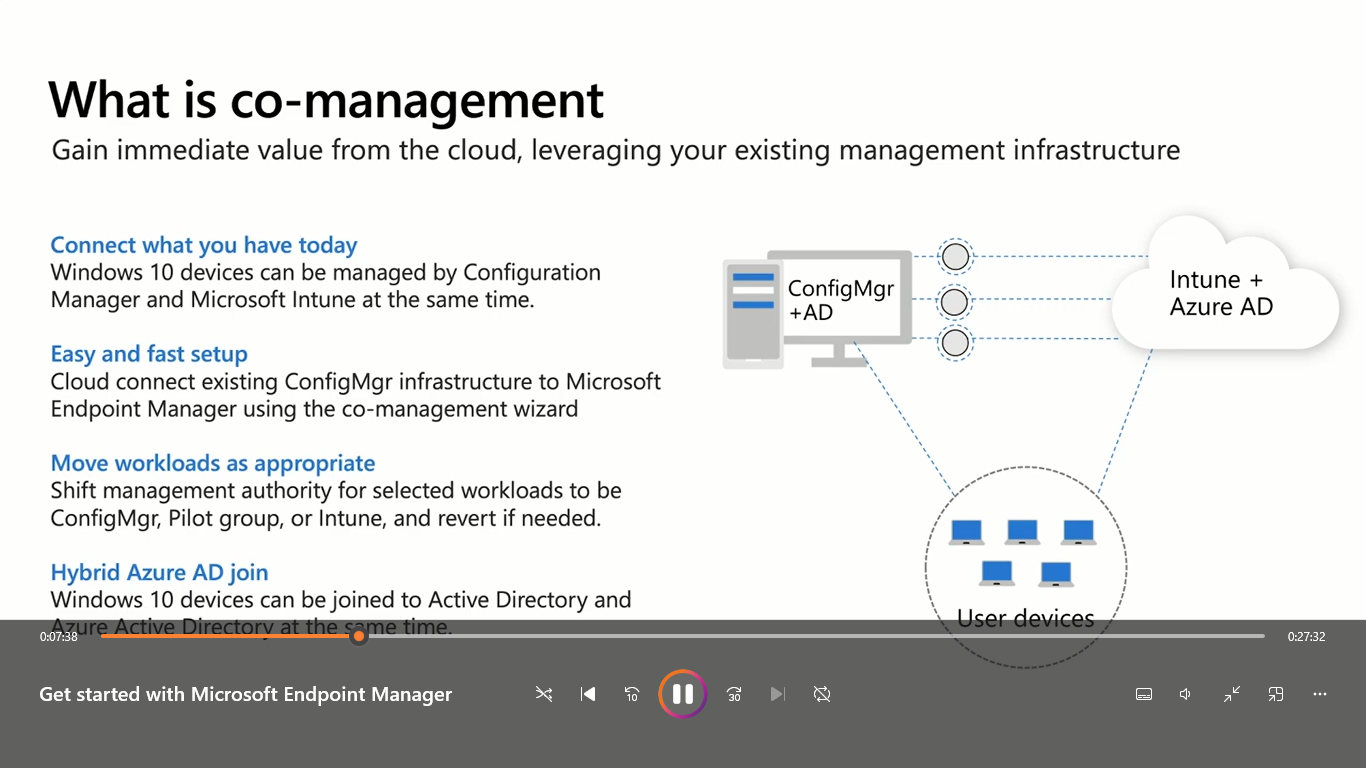 What is co-management
Gain immediate value from the cloud, leveraging your existing management infrastructure
Connect what you have today
Windows 10 devices can be managed by Configuration
Manager and Microsoft Intune at the same time.
Easy and fast setup
Cloud connect existing ConfigMgr infrastructure to Microsoft
Endpoint Manager using the co-management wizard
Move workloads as appropriate
Shift management authority for selected workloads to be
ConfigMgr, Pilot group, or Intune, and revert if needed.
Hybrid Azure AD join
Windows 10 devices can be joined to Active Directory and
Azure Active Directory at the same time.
ConfigMgr
+AD
Intune +
Azure AD
User devices
0:07:38
0:27:32
Get started with Microsoft Endpoint Manager
10
30